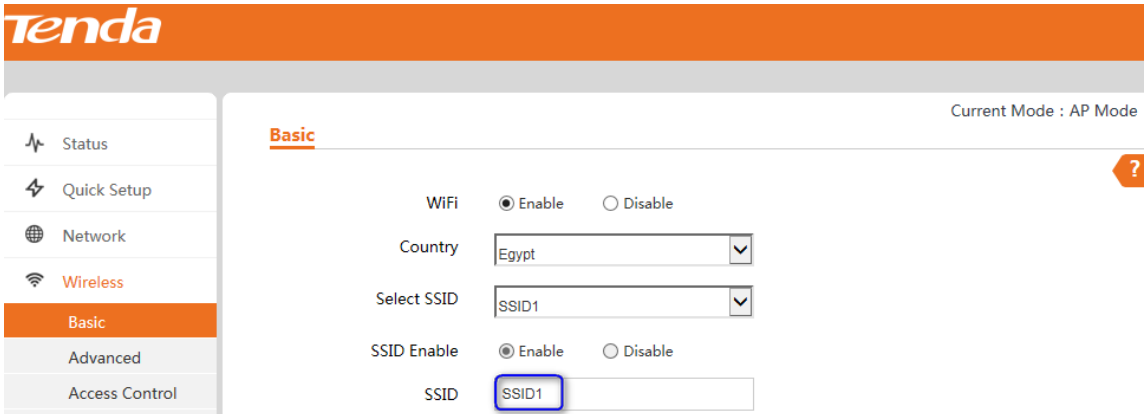 Tenda
Current Mode : AP Mode
Basic
?
Status
Quick Setup
Network
Wireless
Basic
Advanced
Access Control
WiFi Enable Disable
Country Egypt
Select SSID SSID1
SSID Enable Enable Disable
SSID SSID1